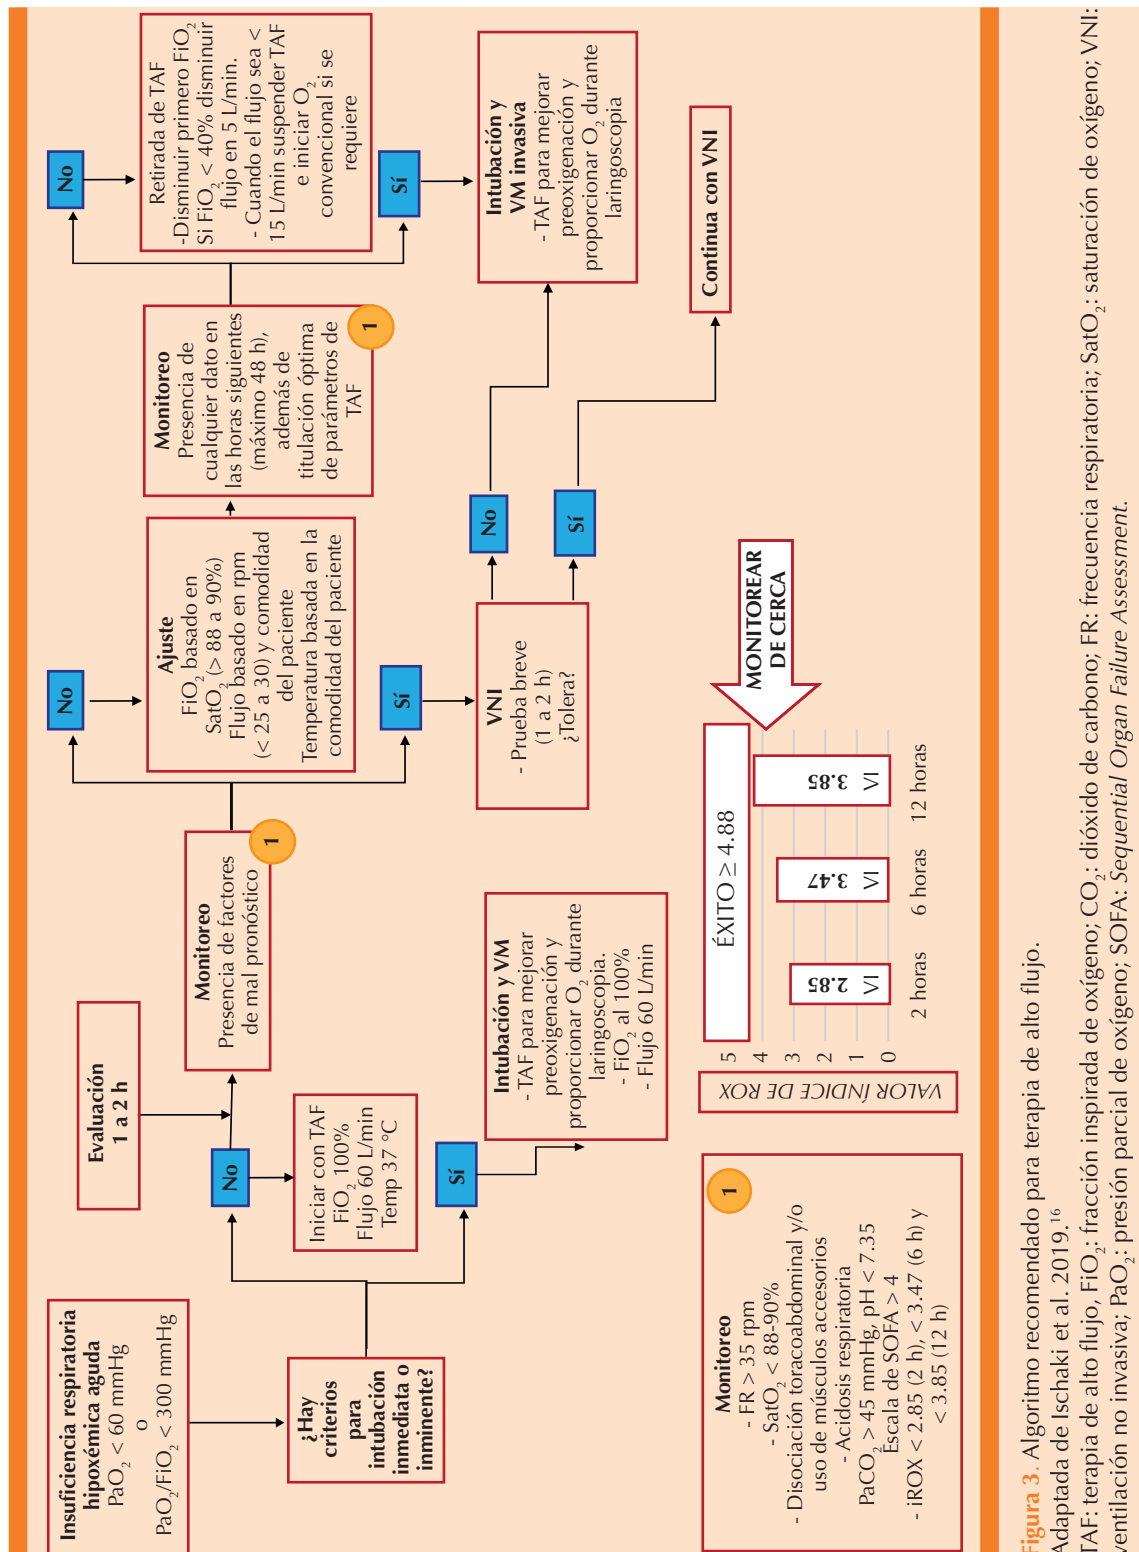 Insuficiencia respiratoria
hipoxémica aguda
PaO₂ < 60 mmHg
o
PaO₂/FiO₂ < 300 mmHg
¿Hay
criterios
para
intubación
inmediata o
inminente?
Evaluación
1 a 2 h
No
Iniciar con TAF
FiO₂ 100%
Flujo 60 L/min
Temp 37 °C
Sí
Intubación y VM
- TAF para mejorar
preoxigenación y
proporcionar O₂ durante
laringoscopia.
- FiO₂ al 100%
- Flujo 60 L/min
Monitoreo
Presencia de factores
de mal pronóstico
1
No
Ajuste
FiO₂ basado en
SatO₂ (> 88 a 90%)
Flujo basado en rpm
(< 25 a 30) y comodidad
del paciente
Temperatura basada en la
comodidad del paciente
Sí
VNI
- Prueba breve
(1 a 2 h)
¿Tolera?
Monitoreo
Presencia de
cualquier dato en
las horas siguientes
(máximo 48 h),
además de
titulación óptima
de parámetros de
TAF
1
No
Retirada de TAF
-Disminuir primero FiO₂
Si FiO₂ < 40% disminuir
flujo en 5 L/min.
- Cuando el flujo sea <
15 L/min suspender TAF
e iniciar O₂
convencional si se
requiere
Sí
No
Intubación y
VM invasiva
- TAF para mejorar
preoxigenación y
proporcionar O₂ durante
laringoscopia
Sí
Continua con VNI
Monitoreo
1
- FR > 35 rpm
- SatO₂ < 88-90%
- Disociación toracoabdominal y/o
uso de músculos accesorios
- Acidosis respiratoria
PaCO₂ > 45 mmHg, pH < 7.35
Escala de SOFA > 4
- iROX < 2.85 (2 h), < 3.47 (6 h) y
< 3.85 (12 h)
VALOR ÍNDICE DE ROX
5
4
3
2
1
0
ÉXITO ≥ 4.88
2.85
VI
3.47
VI
3.85
VI
2 horas
6 horas
12 horas
MONITOREAR
DE CERCA
Figura 3. Algoritmo recomendado para terapia de alto flujo.
Adaptada de Ischaki et al. 2019.¹⁶
TAF: terapia de alto flujo, FiO₂: fracción inspirada de oxígeno; CO₂: dióxido de carbono; FR: frecuencia respiratoria; SatO₂: saturación de oxígeno; VNI:
ventilación no invasiva; PaO₂: presión parcial de oxígeno; SOFA: Sequential Organ Failure Assessment.